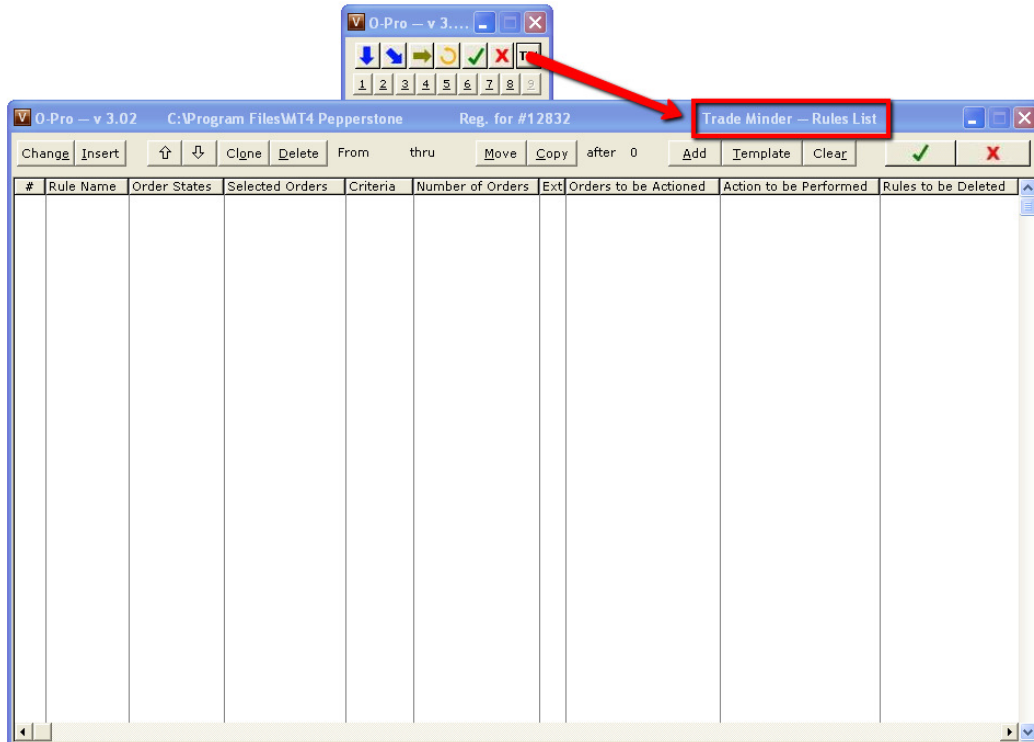 O-Pro — v 3....
1 2 3 4 5 6 7 8 9
O-Pro — v 3.02 C:\Program Files\MT4 Pepperstone Reg. for #12832 Trade Minder — Rules List
Change Insert Clone Delete From thru Move Copy after 0 Add Template Clear
# Rule Name Order States Selected Orders Criteria Number of Orders Ext Orders to be Actioned Action to be Performed Rules to be Deleted